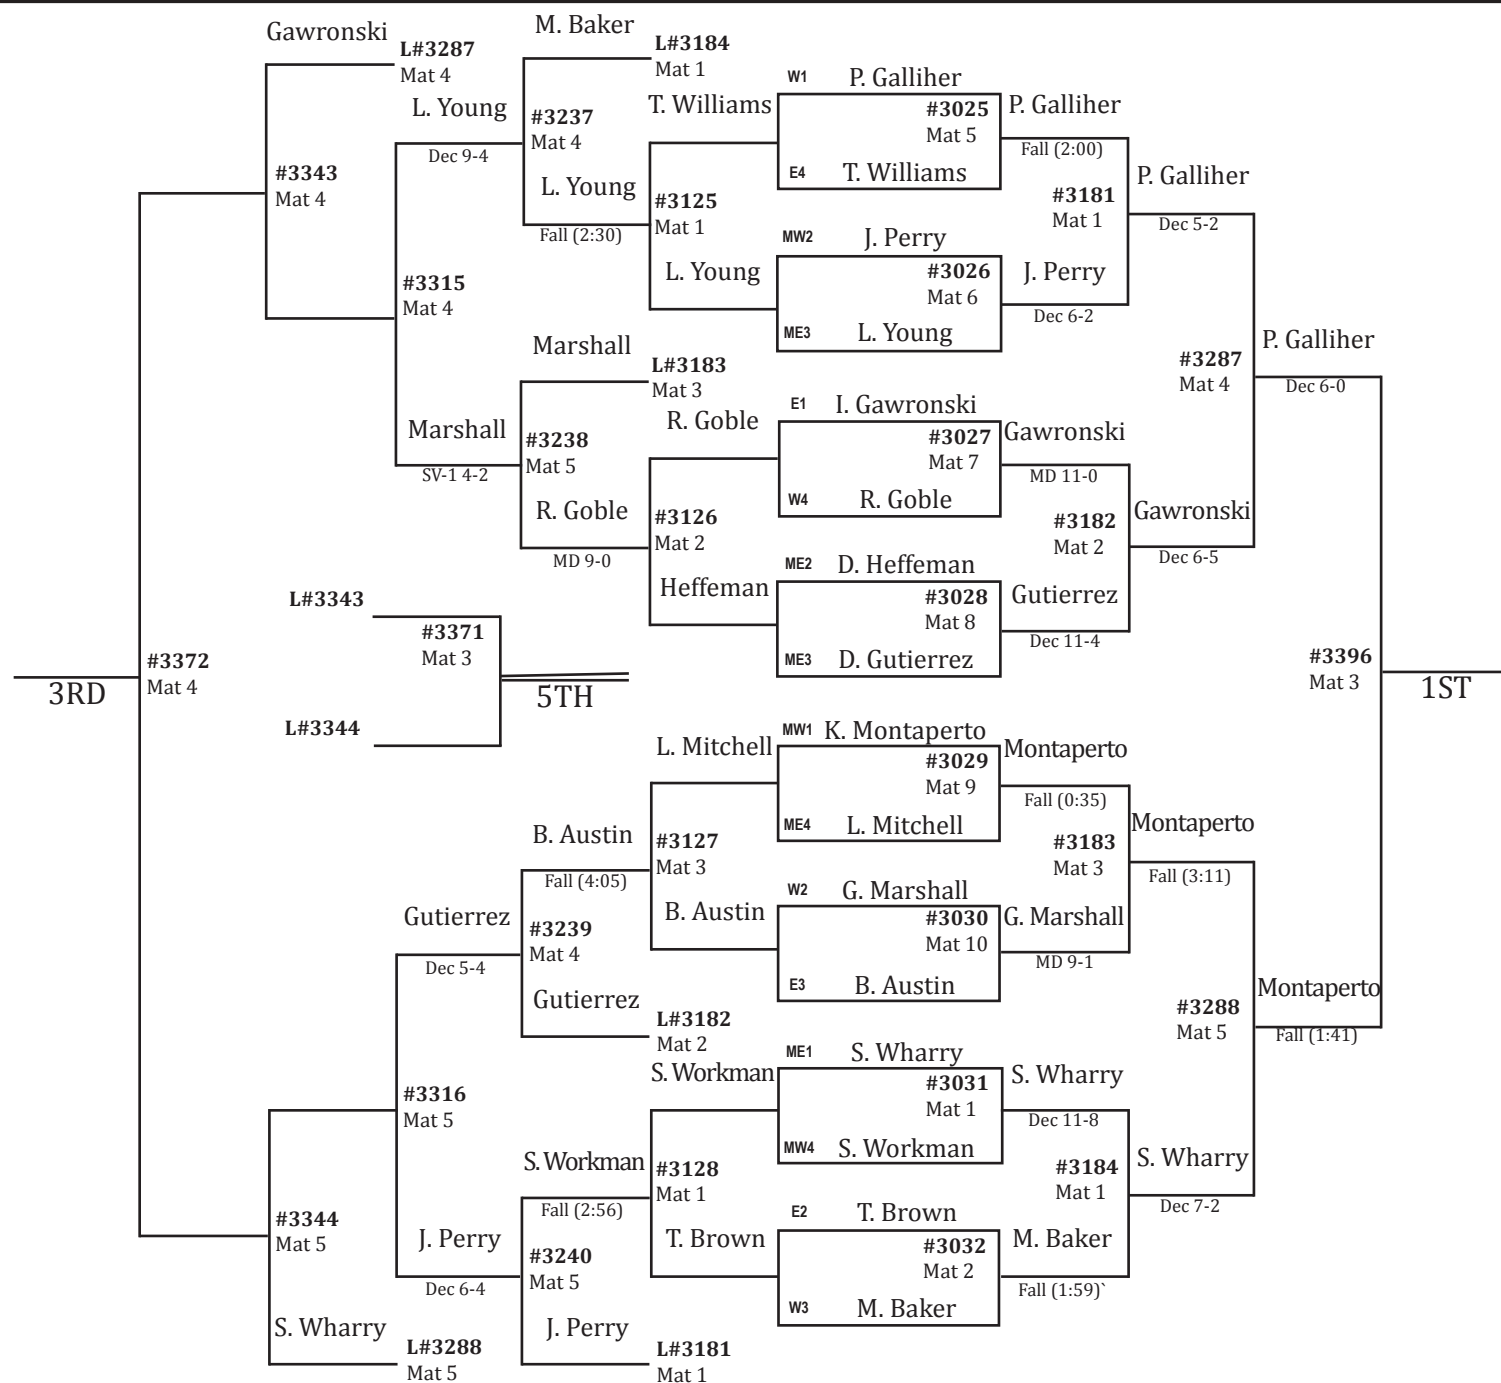 Gawronski
L#3287
Mat 4
M. Baker
L#3184
Mat 1
L. Young
Dec 9-4
#3237
Mat 4
L. Young
Fall (2:30)
#3343
Mat 4
#3315
Mat 4
T. Williams
#3125
Mat 1
L. Young
W1
P. Galliher
#3025
Mat 5
E4
T. Williams
P. Galliher
Fall (2:00)
MW2
J. Perry
#3026
Mat 6
ME3
L. Young
J. Perry
Dec 6-2
#3181
Mat 1
P. Galliher
Dec 5-2
Marshall
L#3183
Mat 3
Marshall
SV-1 4-2
#3238
Mat 5
R. Goble
MD 9-0
R. Goble
#3126
Mat 2
Heffeman
E1
I. Gawronski
#3027
Mat 7
W4
R. Goble
Gawronski
MD 11-0
ME2
D. Heffeman
#3028
Mat 8
ME3
D. Gutierrez
Gutierrez
Dec 11-4
#3182
Mat 2
Gawronski
Dec 6-5
#3287
Mat 4
P. Galliher
Dec 6-0
L#3343
#3371
Mat 3
L#3344
5TH
3RD
#3372
Mat 4
#3396
Mat 3
1ST
L. Mitchell
#3127
Mat 3
B. Austin
B. Austin
Fall (4:05)
MW1
K. Montaperto
#3029
Mat 9
ME4
L. Mitchell
Montaperto
Fall (0:35)
W2
G. Marshall
#3030
Mat 10
E3
B. Austin
G. Marshall
MD 9-1
#3183
Mat 3
Montaperto
Fall (3:11)
Gutierrez
Dec 5-4
#3239
Mat 4
Gutierrez
L#3182
Mat 2
#3316
Mat 5
#3344
Mat 5
S. Workman
#3128
Mat 1
T. Brown
S. Workman
Fall (2:56)
ME1
S. Wharry
#3031
Mat 1
MW4
S. Workman
S. Wharry
Dec 11-8
E2
T. Brown
#3032
Mat 2
W3
M. Baker
M. Baker
Fall (1:59)`
#3184
Mat 1
S. Wharry
Dec 7-2
#3288
Mat 5
Montaperto
Fall (1:41)
J. Perry
Dec 6-4
#3240
Mat 5
J. Perry
L#3181
Mat 1
S. Wharry
L#3288
Mat 5